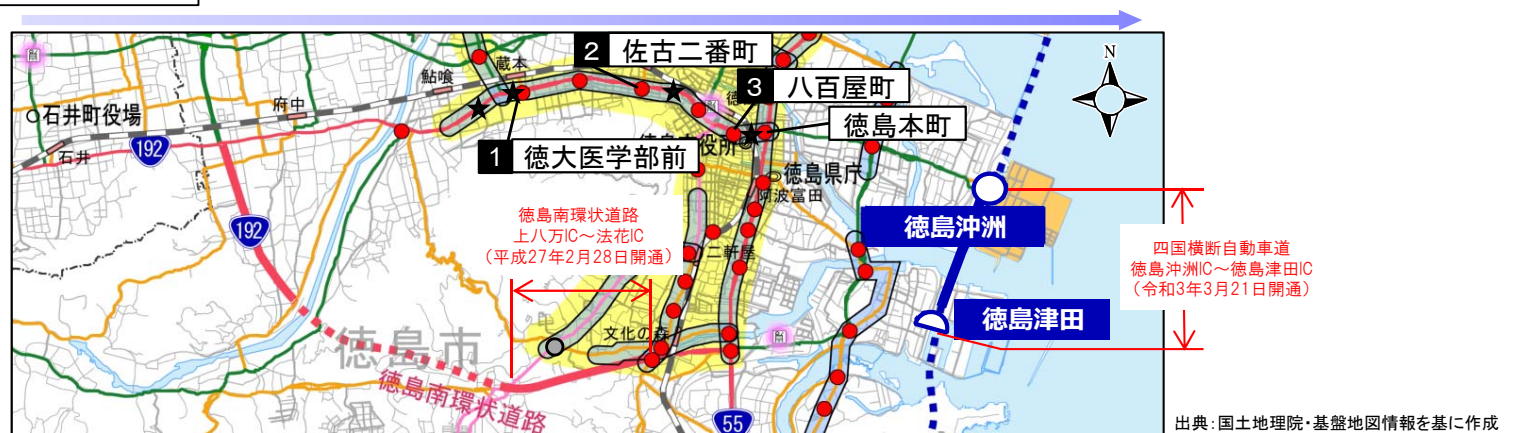 N
2 佐古二番町
蔵本
鮎喰
3 八百屋町
府中
石井町役場
徳島本町
192
石井
1 徳大医学部前
徳島県庁
阿波富田
徳島南環状道路
上八万IC～法花IC
（平成27年2月28日開通）
192
徳島沖洲
二軒屋
四国横断自動車道
徳島沖洲IC～徳島津田IC
（令和3年3月21日開通）
徳島津田
文化の森
徳島市
徳島南環状道路
55
出典：国土地理院・基盤地図情報を基に作成